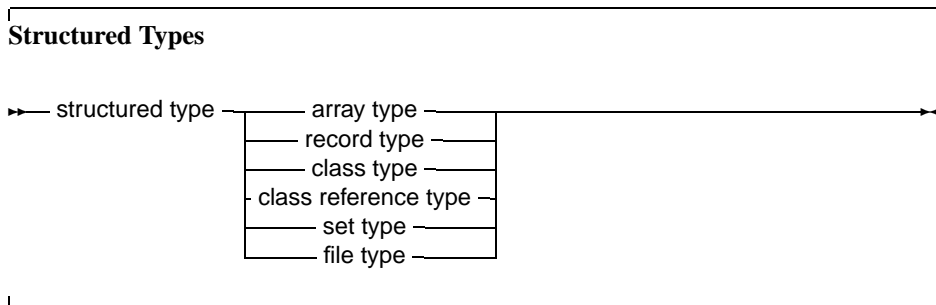 Structured Types
structured type array type
record type
class type
class reference type
set type
file type